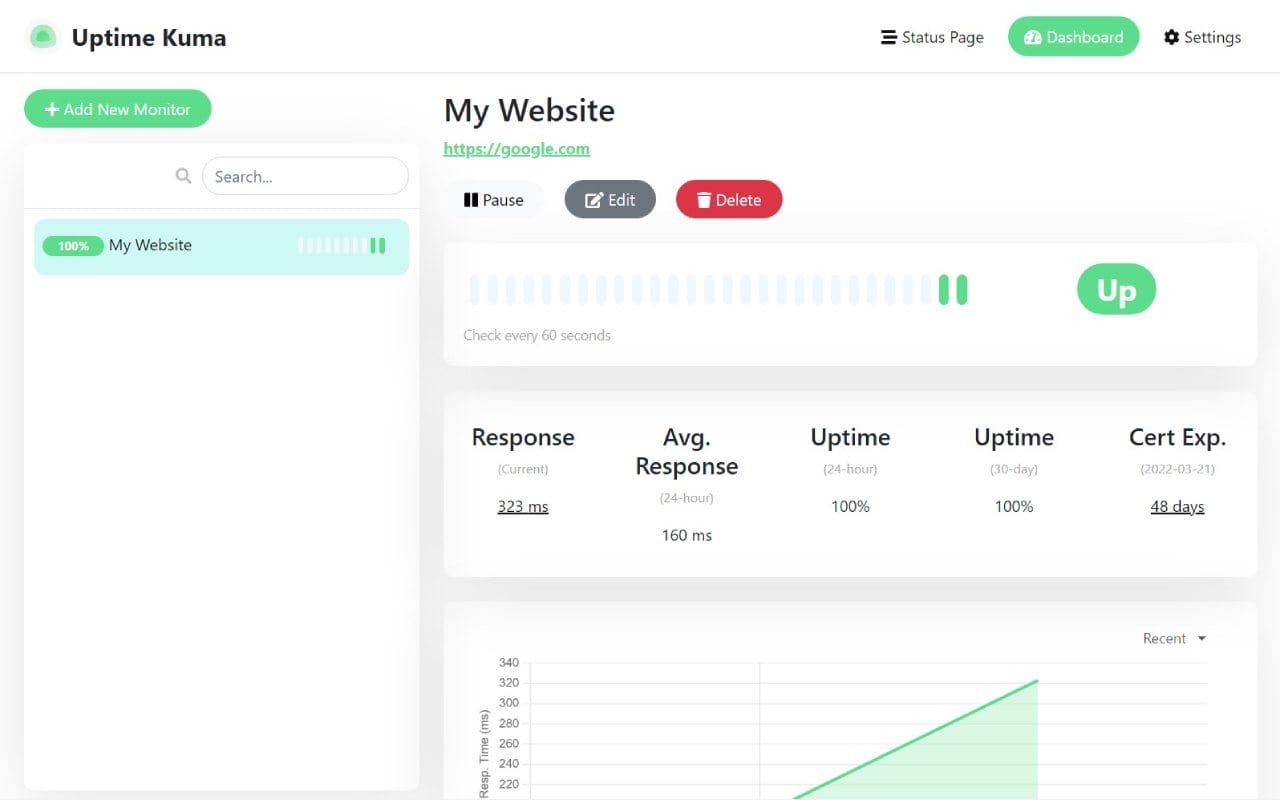 Uptime Kuma
Status Page
Dashboard
Settings
Add New Monitor
Search...
100% My Website
My Website
https://google.com
Pause
Edit
Delete
Up
Check every 60 seconds
Response
(Current)
323 ms
Avg.
Response
(24-hour)
160 ms
Uptime
(24-hour)
100%
Uptime
(30-day)
100%
Cert Exp.
(2022-03-21)
48 days
Recent
340
320
300
280
260
240
220
Resp. Time (ms)